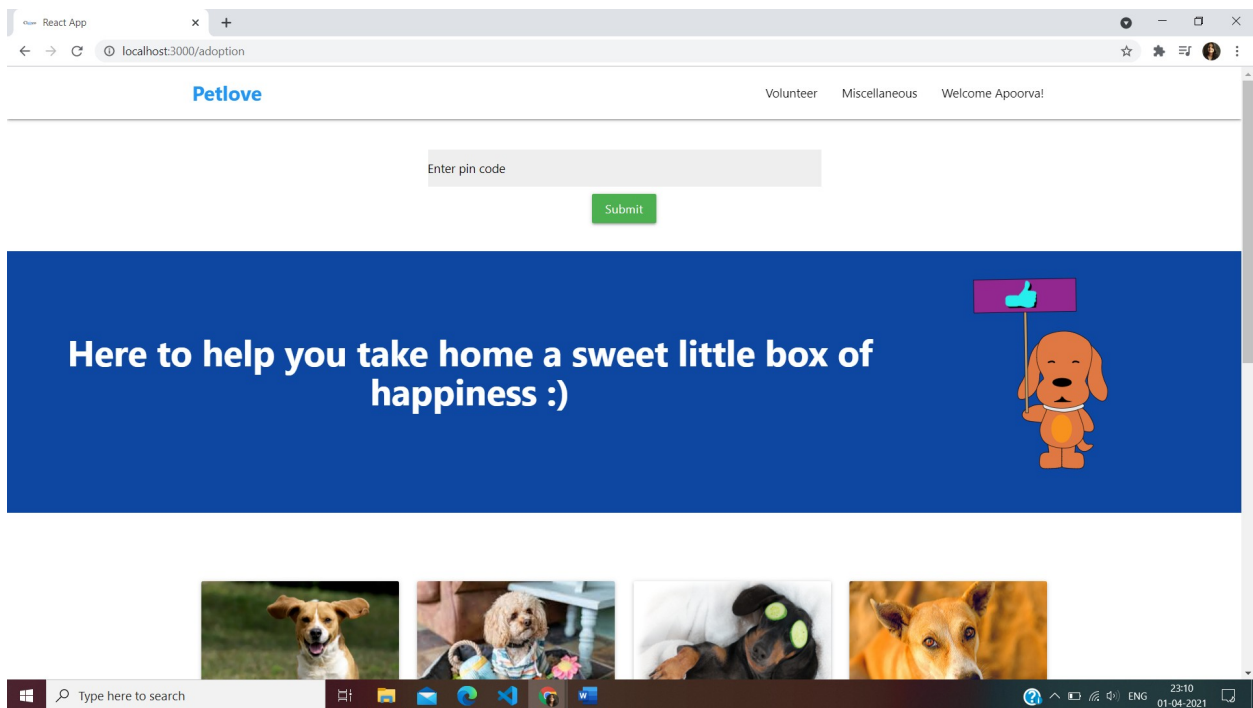 React App
localhost:3000/adoption
Petlove
Volunteer Miscellaneous Welcome Apoorva!
Enter pin code
Submit
Here to help you take home a sweet little box of
happiness :)
Type here to search
ENG
23:10
01-04-2021